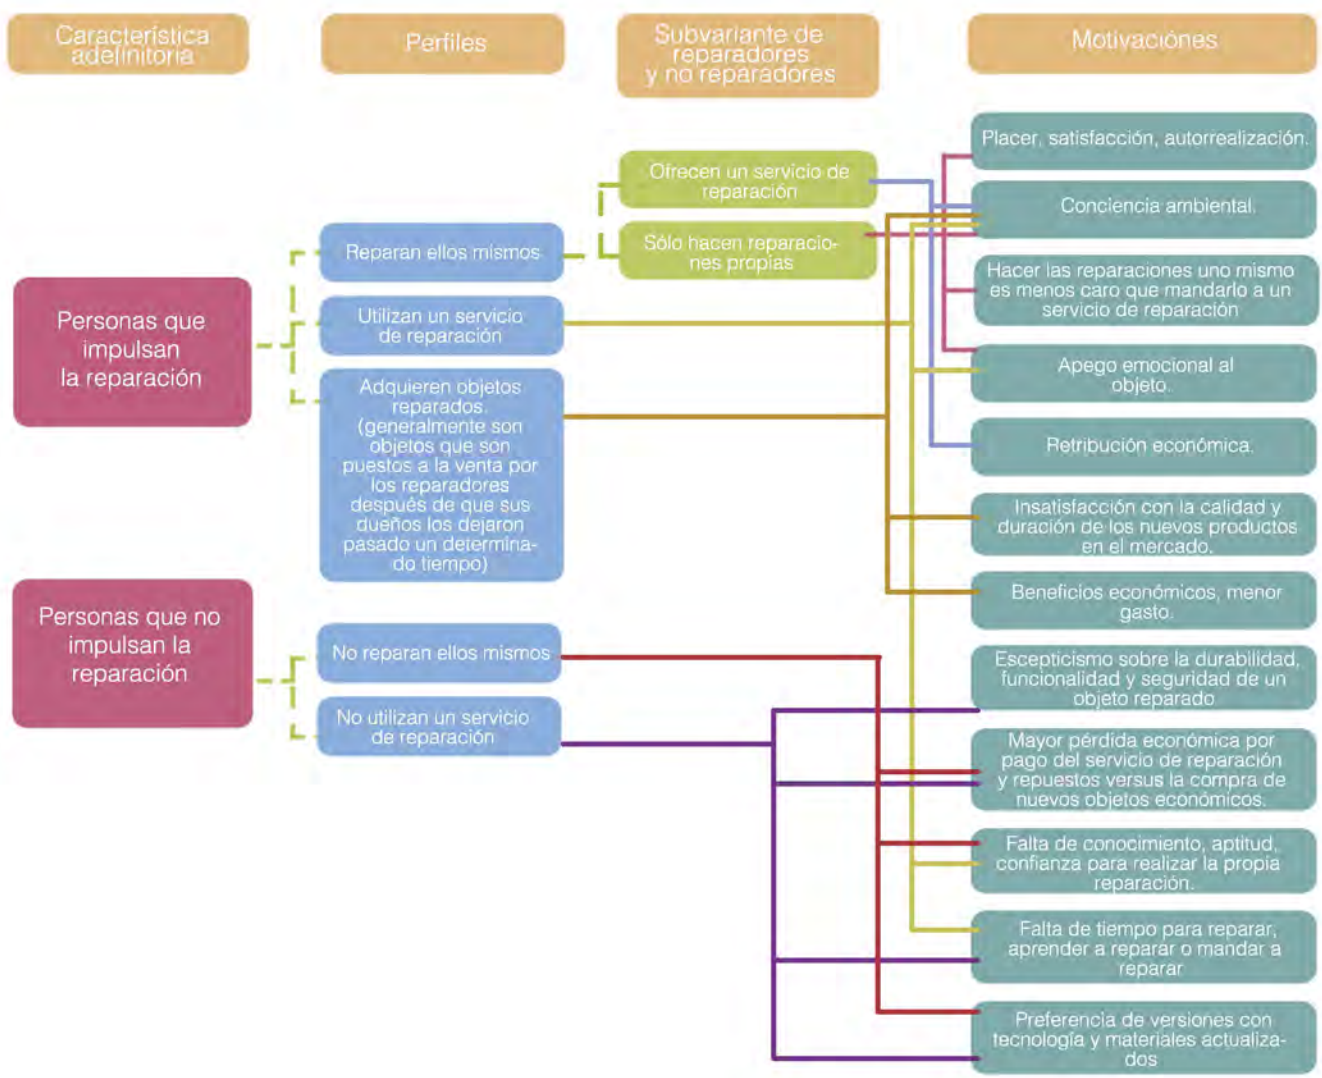 Característica
adefinitoria
Perfiles
Subvariante de
reparadores
y no reparadores
Motivaciónes
Personas que
impulsan
la reparación
Personas que no
impulsan la
reparación
Reparan ellos mismos
Utilizan un servicio
de reparación
Adquieren objetos
reparados.
(generalmente son
objetos que son
puestos a la venta por
los reparadores
después de que sus
dueños los dejaron
pasado un determina-
do tiempo)
No reparan ellos mismos
No utilizan un servicio
de reparación
Ofrecen un servicio de
reparación
Sólo hacen reparacio-
nes propias
Placer, satisfacción, autorrealización.
Conciencia ambiental.
Hacer las reparaciones uno mismo
es menos caro que mandarlo a un
servicio de reparación
Apego emocional al
objeto.
Retribución económica.
Insatisfacción con la calidad y
duración de los nuevos productos
en el mercado.
Beneficios económicos, menor
gasto.
Escepticismo sobre la durabilidad,
funcionalidad y seguridad de un
objeto reparado
Mayor pérdida económica por
pago del servicio de reparación
y repuestos versus la compra de
nuevos objetos económicos.
Falta de conocimiento, aptitud,
confianza para realizar la propia
reparación.
Falta de tiempo para reparar,
aprender a reparar o mandar a
reparar
Preferencia de versiones con
tecnología y materiales actualiza-
dos